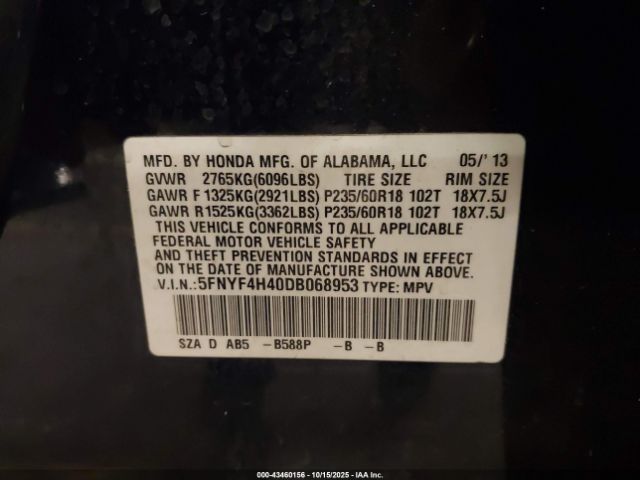 MFD. BY HONDA MFG. OF ALABAMA, LLC 05/' 13
GVWR 2765KG(6096LBS) TIRE SIZE RIM SIZE
GAWR F 1325KG(2921LBS) P235/60R18 102T 18X7.5J
GAWR R1525KG(3362LBS) P235/60R18 102T 18X7.5J
THIS VEHICLE CONFORMS TO ALL APPLICABLE
FEDERAL MOTOR VEHICLE SAFETY
AND THEFT PREVENTION STANDARDS IN EFFECT
ON THE DATE OF MANUFACTURE SHOWN ABOVE.
V.I.N.:5FNYF4H40DB068953 TYPE: MPV
SZA D AB5 -B588P -B -B
000-43460156 - 10/15/2025 - IAA Inc.